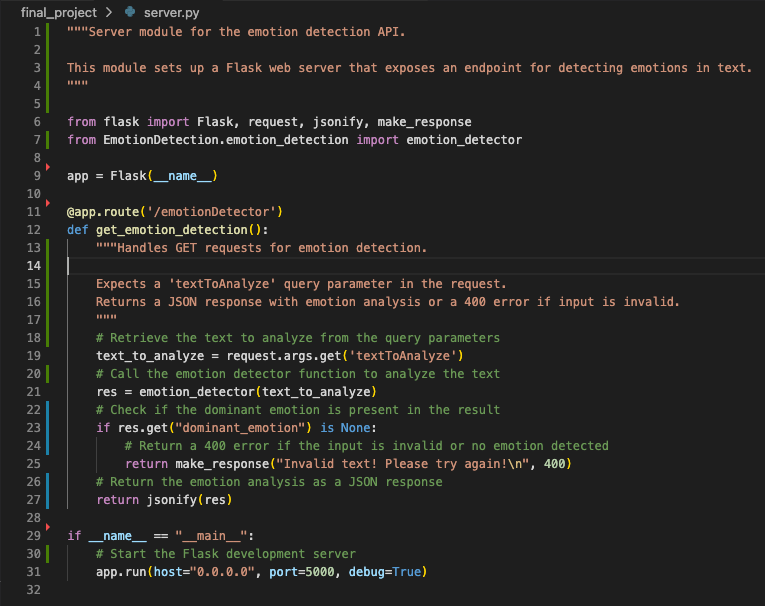 final_project > server.py
1 """Server module for the emotion detection API.
2
3 This module sets up a Flask web server that exposes an endpoint for detecting emotions in text.
4 """
5
6 from flask import Flask, request, jsonify, make_response
7 from EmotionDetection.emotion_detection import emotion_detector
8
9 app = Flask(__name__)
10
11 @app.route('/emotionDetector')
12 def get_emotion_detection():
13     """Handles GET requests for emotion detection.
14
15     Expects a 'textToAnalyze' query parameter in the request.
16     Returns a JSON response with emotion analysis or a 400 error if input is invalid.
17     """
18     # Retrieve the text to analyze from the query parameters
19     text_to_analyze = request.args.get('textToAnalyze')
20     # Call the emotion detector function to analyze the text
21     res = emotion_detector(text_to_analyze)
22     # Check if the dominant emotion is present in the result
23     if res.get("dominant_emotion") is None:
24         # Return a 400 error if the input is invalid or no emotion detected
25         return make_response("Invalid text! Please try again!\n", 400)
26     # Return the emotion analysis as a JSON response
27     return jsonify(res)
28
29 if __name__ == "__main__":
30     # Start the Flask development server
31     app.run(host="0.0.0.0", port=5000, debug=True)
32